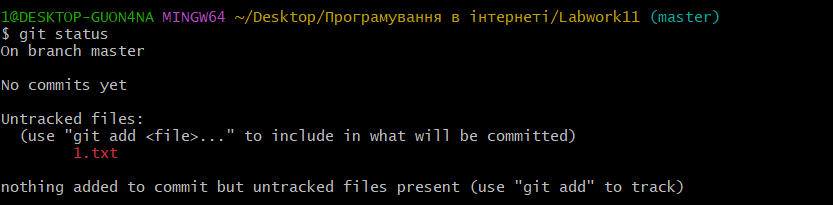 1@DESKTOP-GUON4NA MINGW64 ~/Desktop/Програмування в інтернеті/Labwork11 (master)
$ git status
On branch master
No commits yet
Untracked files:
(use "git add <file>..." to include in what will be committed)
1.txt
nothing added to commit but untracked files present (use "git add" to track)